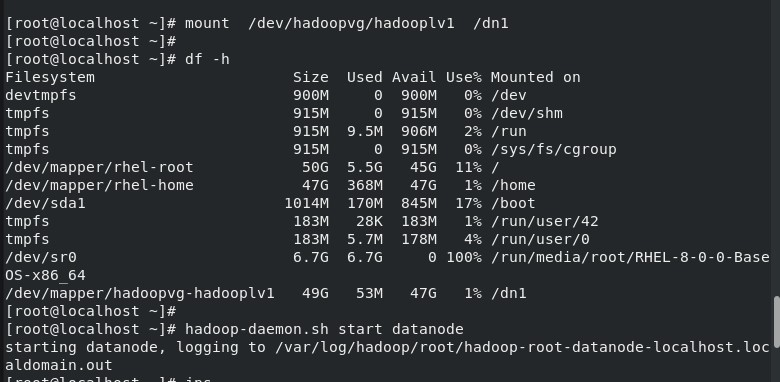 [root@localhost ~]# mount  /dev/hadoopvg/hadooplv1  /dn1
[root@localhost ~]#
[root@localhost ~]# df -h
Filesystem                      Size  Used Avail Use% Mounted on
devtmpfs                        900M     0  900M   0% /dev
tmpfs                           915M     0  915M   0% /dev/shm
tmpfs                           915M  9.5M  906M   2% /run
tmpfs                           915M     0  915M   0% /sys/fs/cgroup
/dev/mapper/rhel-root            50G  5.5G   45G  11% /
/dev/mapper/rhel-home            47G  368M   47G   1% /home
/dev/sda1                      1014M  170M  845M  17% /boot
tmpfs                           183M   28K  183M   1% /run/user/42
tmpfs                           183M  5.7M  178M   4% /run/user/0
/dev/sr0                        6.7G  6.7G     0 100% /run/media/root/RHEL-8-0-0-Base
OS-x86_64
/dev/mapper/hadoopvg-hadooplv1   49G   53M   47G   1% /dn1
[root@localhost ~]#
[root@localhost ~]# hadoop-daemon.sh start datanode
starting datanode, logging to /var/log/hadoop/root/hadoop-root-datanode-localhost.loc
aldomain.out
[root@localhost ~]# jps